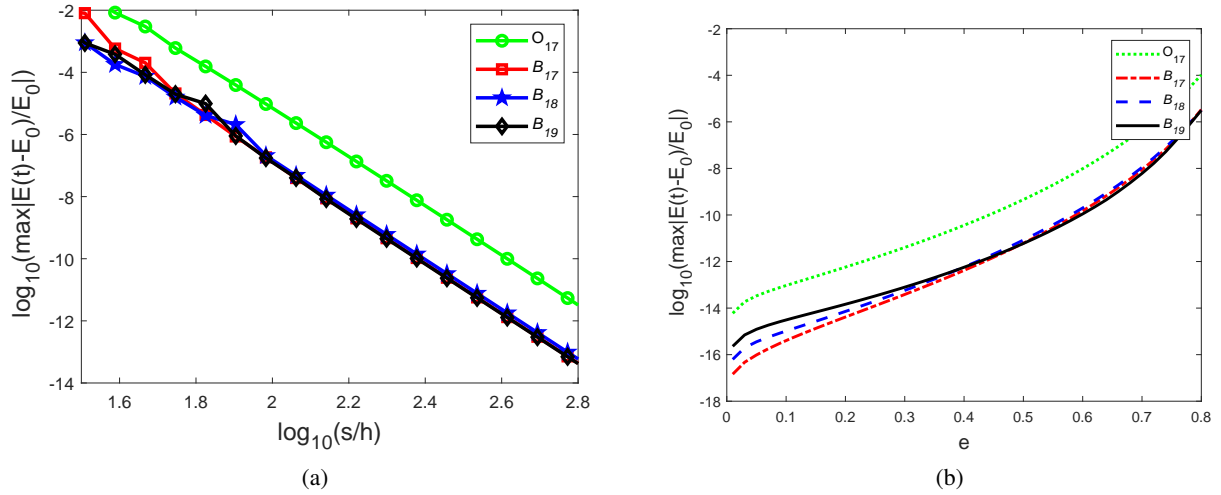 -2
-4
-6
-8
-10
-12
-14
1.6
1.8
2
2.2
2.4
2.6
2.8
log10(s/h)
log10(max|E(t)-E0)/E0|)
O17
B17
B18
B19
(a)
-2
-4
-6
-8
-10
-12
-14
-16
-18
0
0.1
0.2
0.3
0.4
0.5
0.6
0.7
0.8
e
log10(max|E(t)-E0)/E0|)
O17
B17
B18
B19
(b)